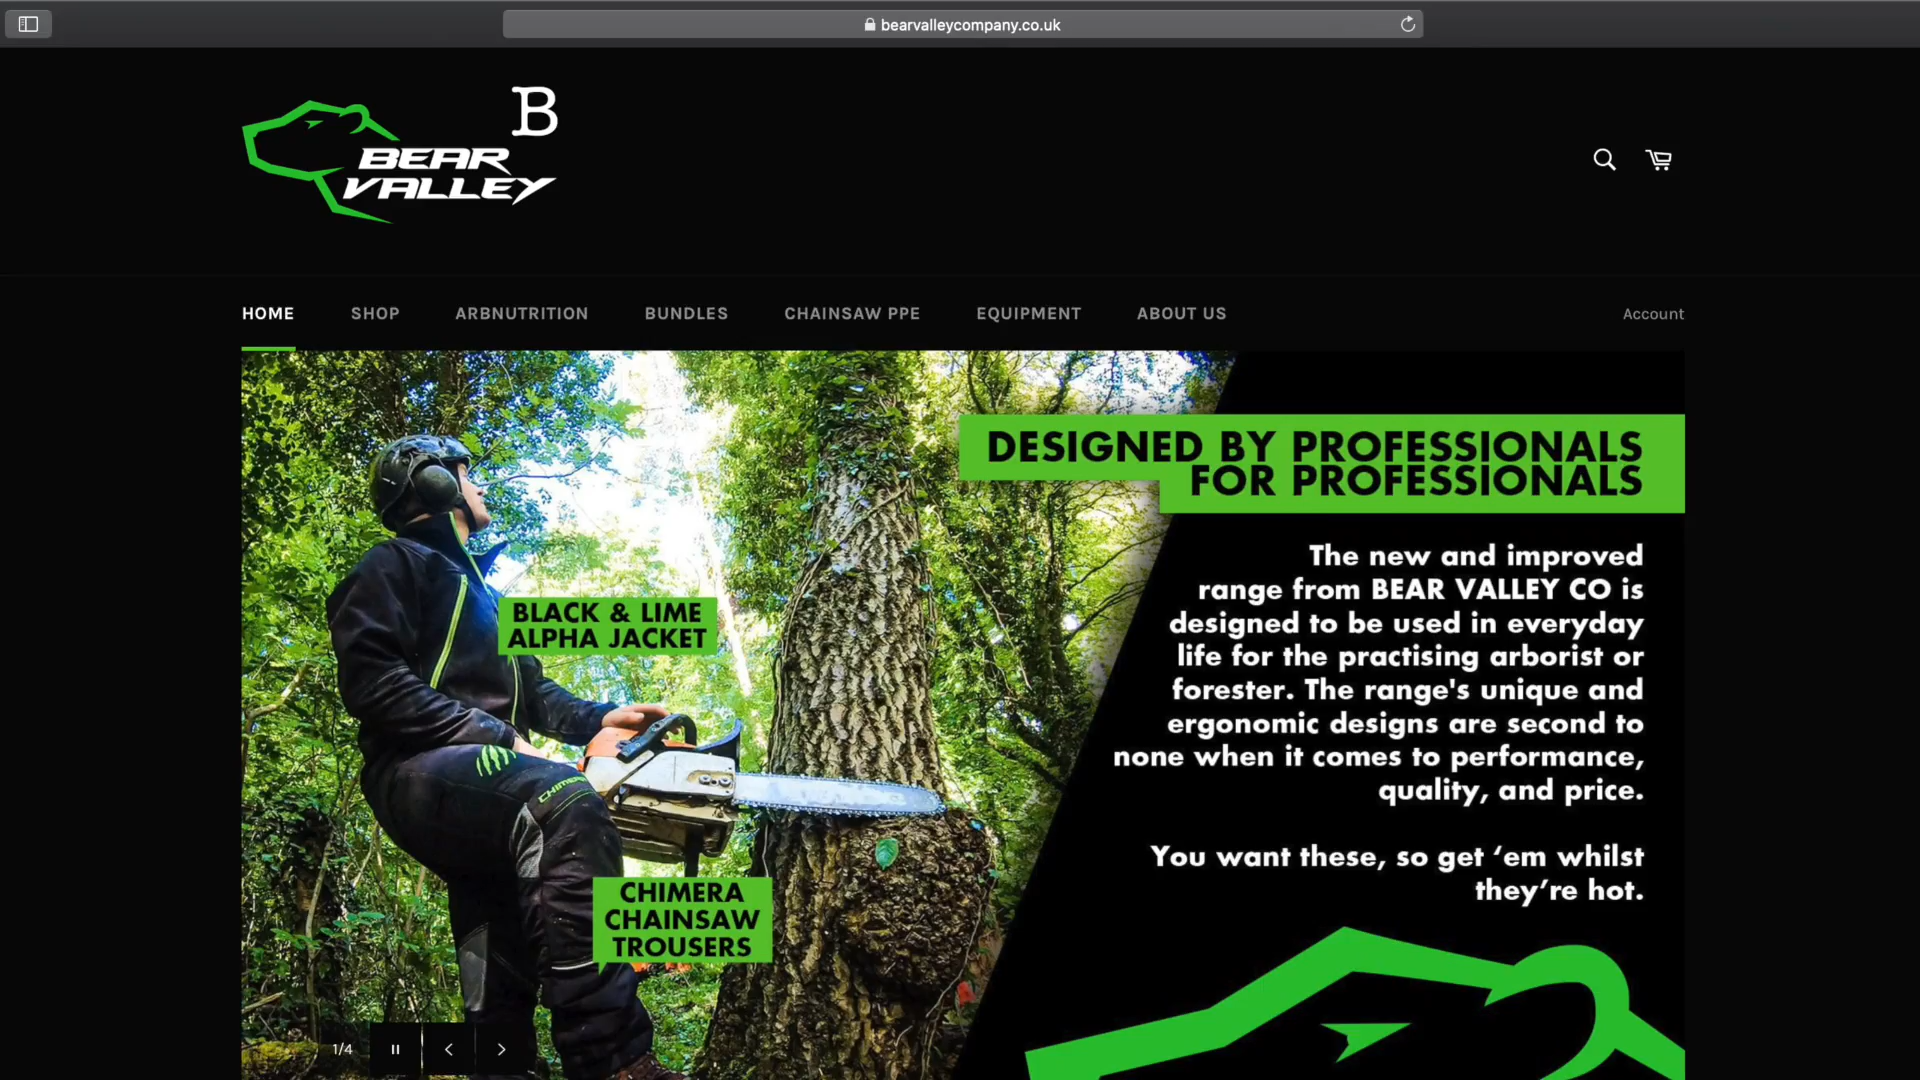 bearvalleycompany.co.uk
B
BEAR
VALLEY
HOME SHOP ARBNUTRITION BUNDLES CHAINSAW PPE EQUIPMENT ABOUT US Account
DESIGNED BY PROFESSIONALS
FOR PROFESSIONALS
The new and improved
range from BEAR VALLEY CO is
designed to be used in everyday
life for the practising arborist or
forester. The range's unique and
ergonomic designs are second to
none when it comes to performance,
quality, and price.
You want these, so get ‘em whilst
they’re hot.
BLACK & LIME
ALPHA JACKET
CHIMERA
CHIMERA
CHAINSAW
TROUSERS
1/4